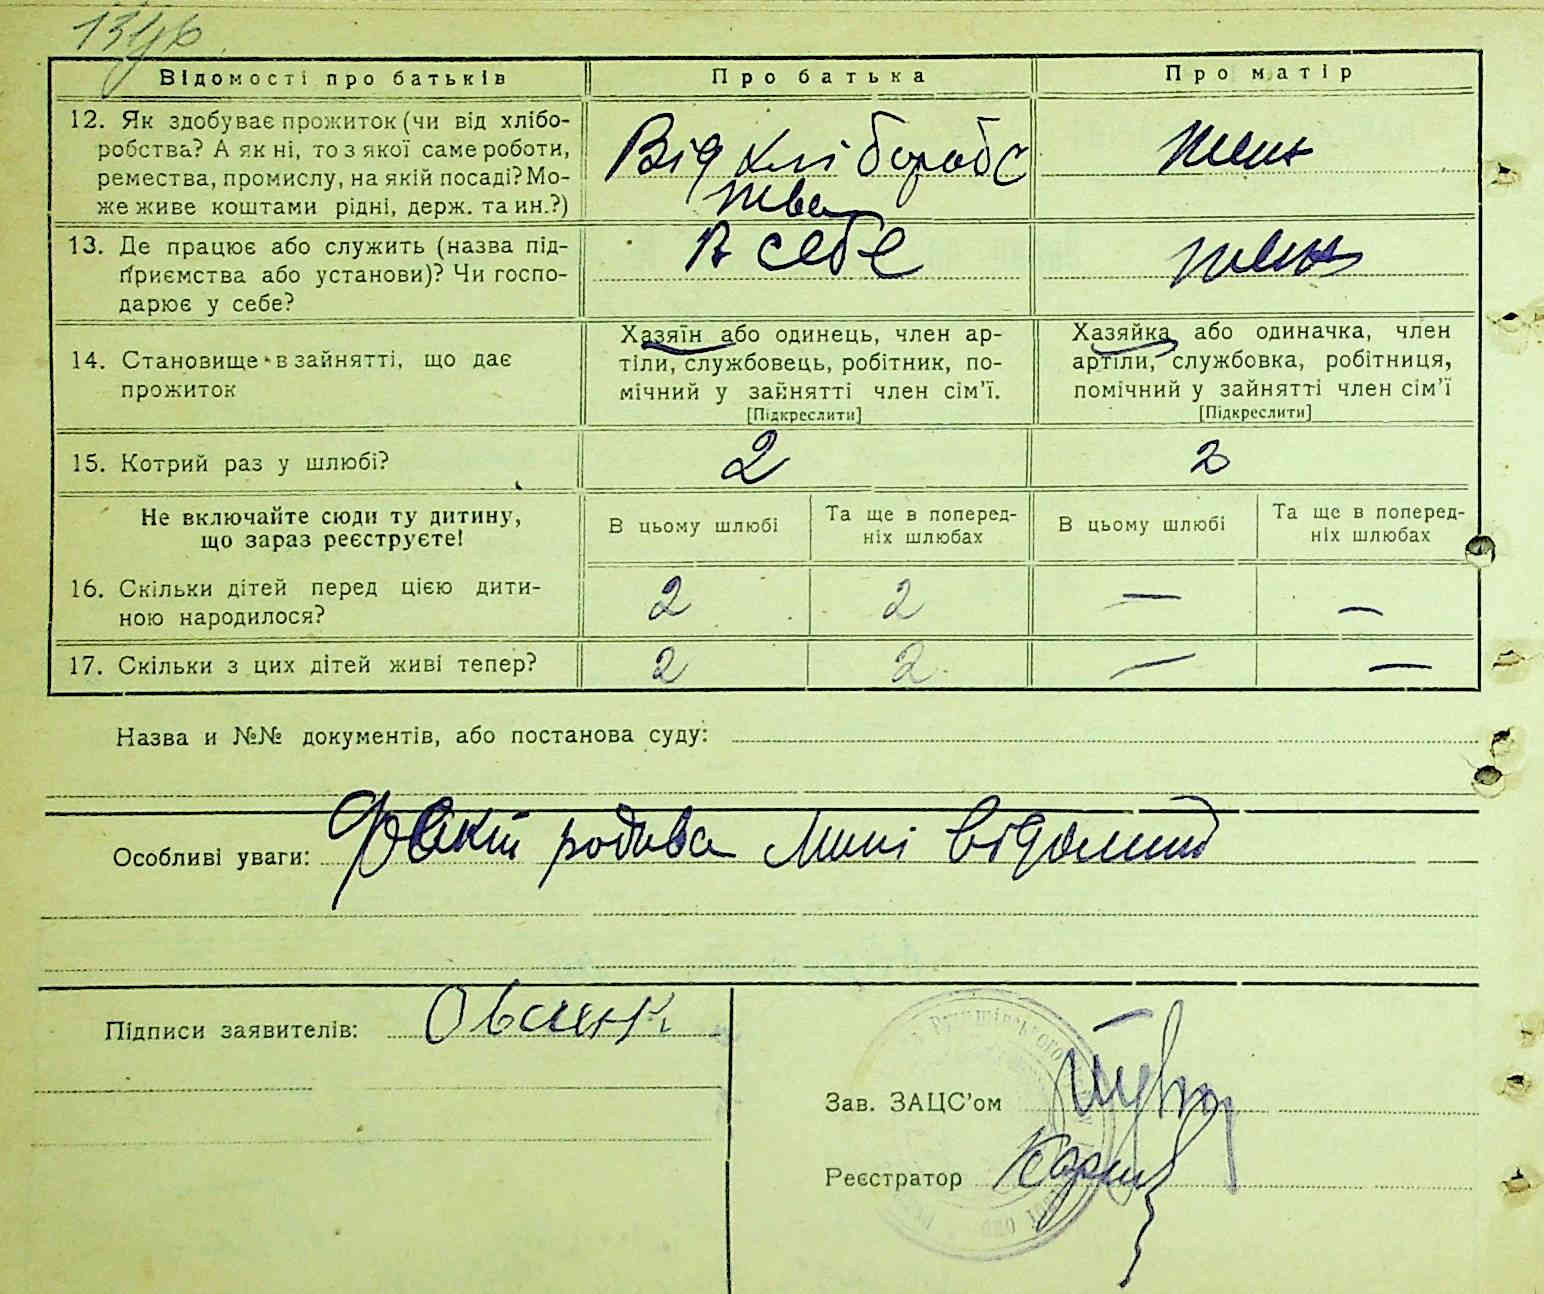 Відомості про батьків
Про батька
Про матір
12. Як здобуває прожиток (чи від хлібо-
робства? А як ні, то з якої саме роботи,
ремества, промислу, на якій посаді? Мо-
же живе коштами рідні, держ. та ин.?)
Від хліборобс
тва
13. Де працює або служить (назва під-
ґриємства або установи)? Чи госпо-
дарює у себе?
в себе
14. Становище в зайнятті, що дає
прожиток
Хазяїн або одинець, член ар-
тіли, службовець, робітник, по-
мічний у зайнятті член сім’ї.
[Підкреслити]
Хазяйка або одиначка, член
артіли, службовка, робітниця,
помічний у зайнятті член сім’ї
[Підкреслити]
15. Котрий раз у шлюбі?
2
2
Не включайте сюди ту дитину,
що зараз реєструєте!
В цьому шлюбі
Та ще в поперед-
ніх шлюбах
В цьому шлюбі
Та ще в поперед-
ніх шлюбах
16. Скільки дітей перед цією дити-
ною народилося?
2
2
—
—
17. Скільки з цих дітей живі тепер?
2
2
—
—
Назва и №№ документів, або постанова суду:
Особливі уваги: родива мині відомий
Підписи заявителів:
Зав. ЗАЦС’ом
Реєстратор